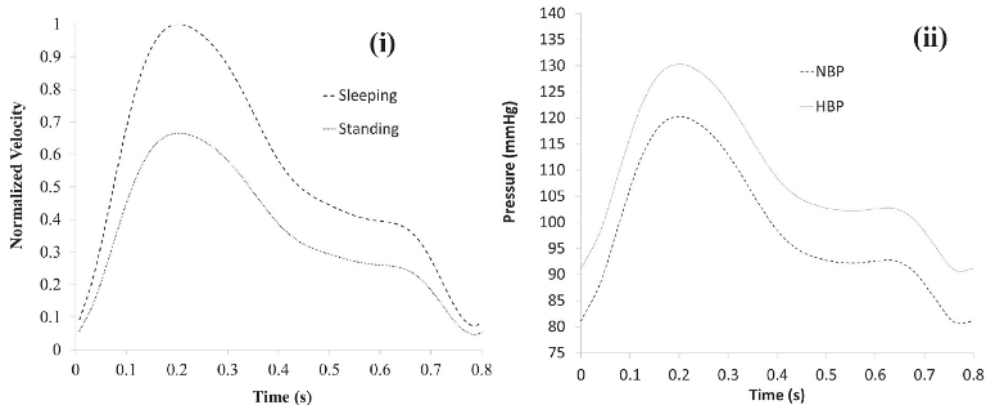 (i)
Normalized Velocity
1
0.9
0.8
0.7
0.6
0.5
0.4
0.3
0.2
0.1
0
Sleeping
Standing
0 0.1 0.2 0.3 0.4 0.5 0.6 0.7 0.8
Time (s)
(ii)
Pressure (mmHg)
140
135
130
125
120
115
110
105
100
95
90
85
80
75
NBP
HBP
0 0.1 0.2 0.3 0.4 0.5 0.6 0.7 0.8
Time (s)